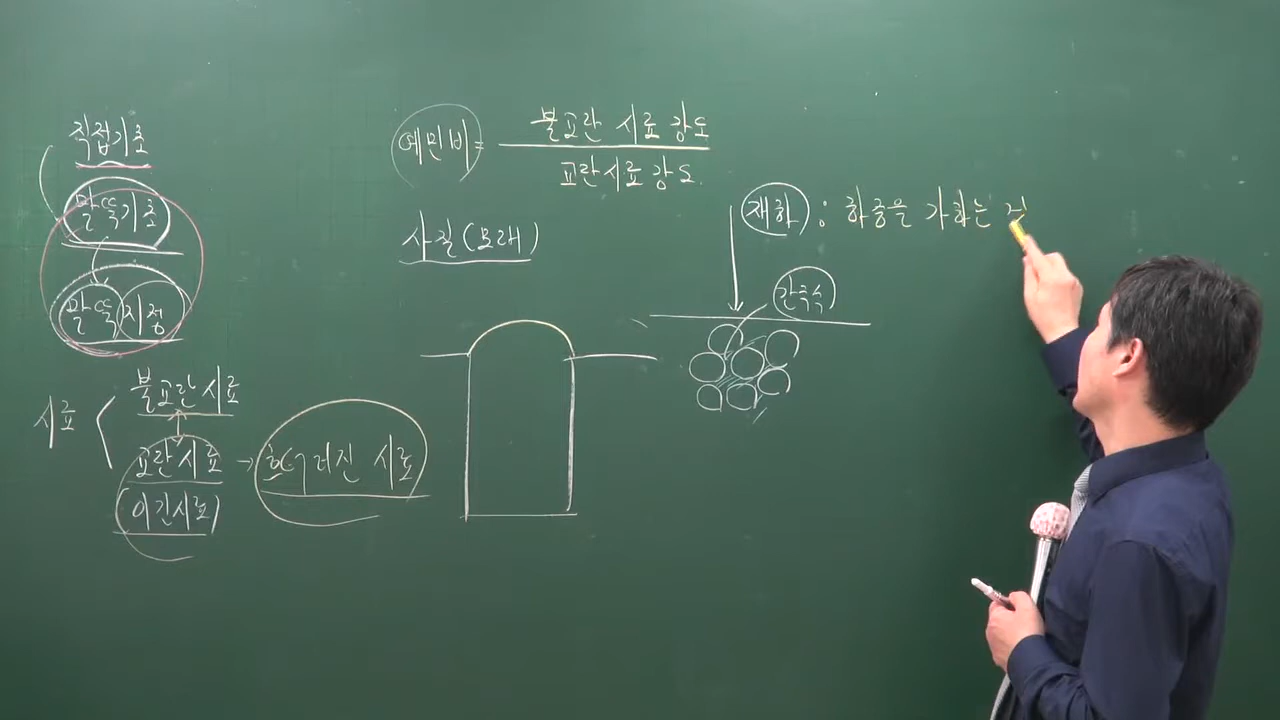 직접기초
말뚝기초
말뚝지정
시료
불교란 시료
교란시료
(이긴시료)
→ 흐트러진 시료
예민비 =
불교란 시료 강도
교란시료 강도
사질(모래)
재하 : 하중을 가하는
간극수